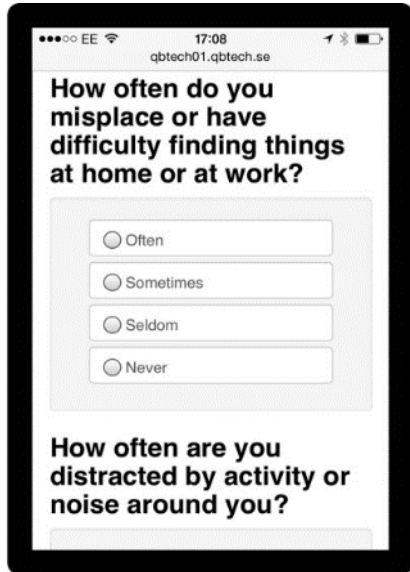 EE 17:08
qbtech01.qbtech.se
How often do you
misplace or have
difficulty finding things
at home or at work?
Often
Sometimes
Seldom
Never
How often are you
distracted by activity or
noise around you?